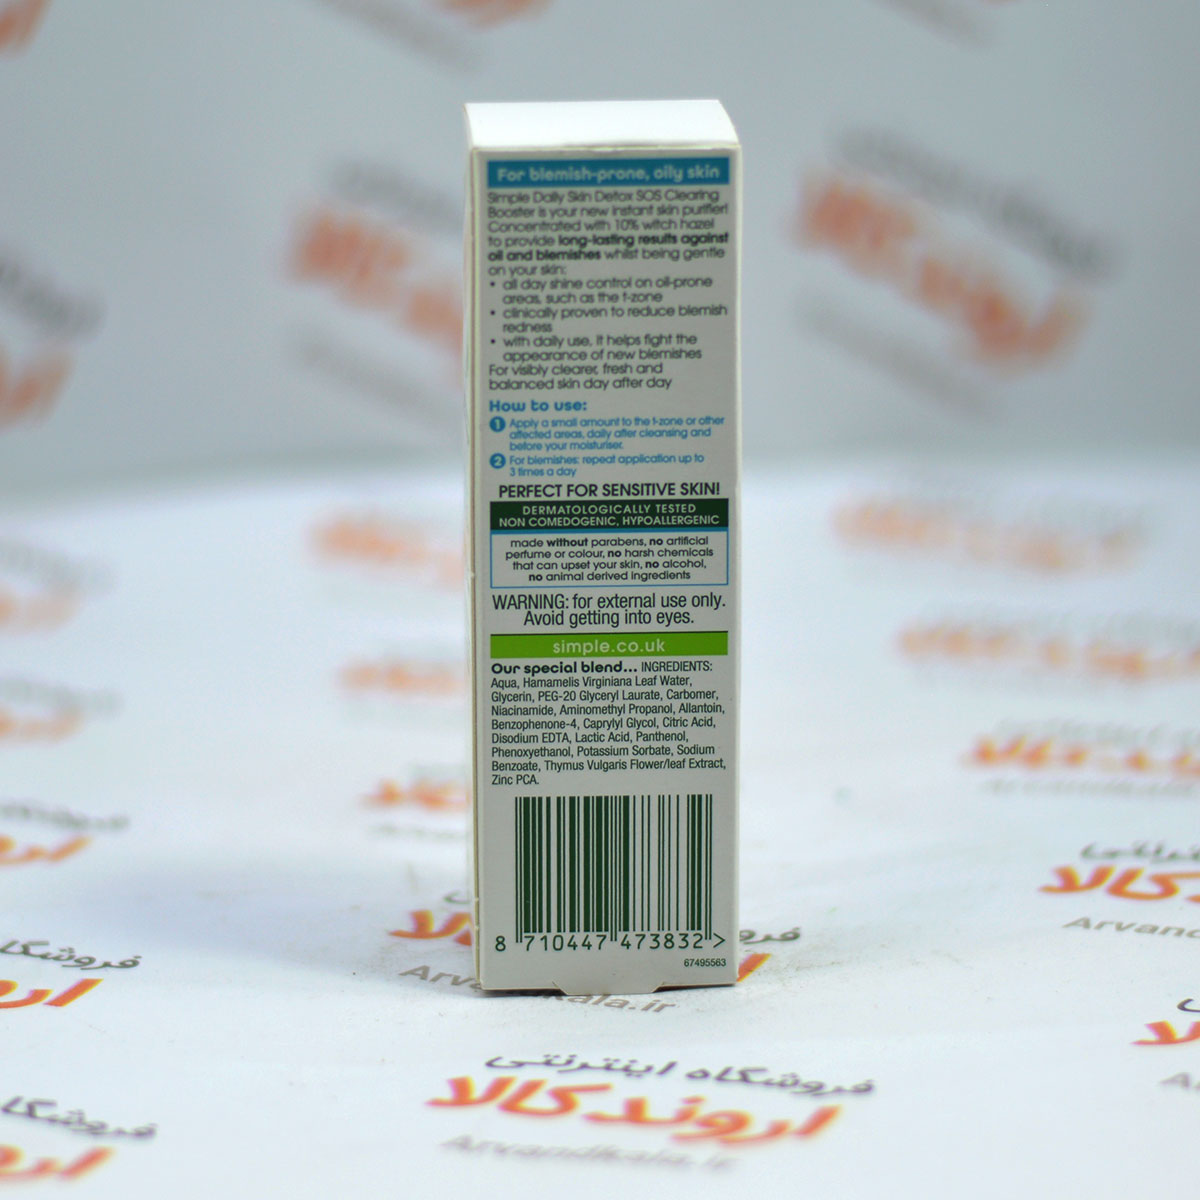 For blemish-prone, oily skin
Simple Daily Skin Detox SOS Clearing
Booster is your new instant skin purifier!
Concentrated with 10% witch hazel
to provide long-lasting results against
oil and blemishes whilst being gentle
on your skin:
• all day shine control on oil-prone
areas, such as the t-zone
• clinically proven to reduce blemish
redness
• with daily use, it helps fight the
appearance of new blemishes
For visibly clearer, fresh and
balanced skin day after day
How to use:
1 Apply a small amount to the t-zone or other
affected areas, daily after cleansing and
before your moisturiser.
2 For blemishes: repeat application up to
3 times a day
PERFECT FOR SENSITIVE SKIN!
DERMATOLOGICALLY TESTED
NON COMEDOGENIC, HYPOALLERGENIC
made without parabens, no artificial
perfume or colour, no harsh chemicals
that can upset your skin, no alcohol,
no animal derived ingredients
WARNING: for external use only.
Avoid getting into eyes.
simple.co.uk
Our special blend... INGREDIENTS:
Aqua, Hamamelis Virginiana Leaf Water,
Glycerin, PEG-20 Glyceryl Laurate, Carbomer,
Niacinamide, Aminomethyl Propanol, Allantoin,
Benzophenone-4, Caprylyl Glycol, Citric Acid,
Disodium EDTA, Lactic Acid, Panthenol,
Phenoxyethanol, Potassium Sorbate, Sodium
Benzoate, Thymus Vulgaris Flower/leaf Extract,
Zinc PCA.
8 710447 473832 >
67495563
فروشگاه اینترنتی
اروند کالا
Arvandkala.ir